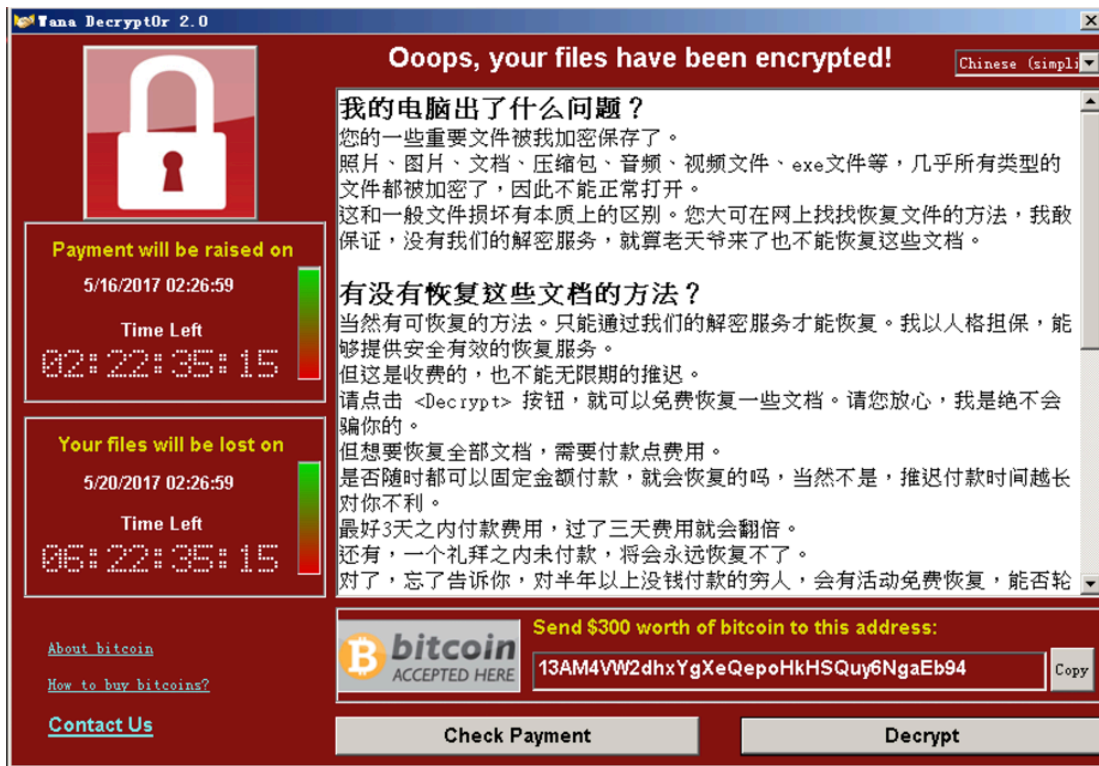 Wana Decrypt0r 2.0
Ooops, your files have been encrypted!
Chinese (simpli
我的电脑出了什么问题？
您的一些重要文件被我加密保存了。
照片、图片、文档、压缩包、音频、视频文件、exe文件等，几乎所有类型的
文件都被加密了，因此不能正常打开。
这和一般文件损坏有本质上的区别。您大可在网上找找恢复文件的方法，我敢
保证，没有我们的解密服务，就算老天爷来了也不能恢复这些文档。
有没有恢复这些文档的方法？
当然有可恢复的方法。只能通过我们的解密服务才能恢复。我以人格担保，能
够提供安全有效的恢复服务。
但这是收费的，也不能无限期的推迟。
请点击 <Decrypt> 按钮，就可以免费恢复一些文档。请您放心，我是绝不会
骗你的。
但想要恢复全部文档，需要付款点费用。
是否随时都可以固定金额付款，就会恢复的吗，当然不是，推迟付款时间越长
对你不利。
最好3天之内付款费用，过了三天费用就会翻倍。
还有，一个礼拜之内未付款，将会永远恢复不了。
对了，忘了告诉你，对半年以上没钱付款的穷人，会有活动免费恢复，能否轮
Payment will be raised on
5/16/2017 02:26:59
Time Left
02:22:35:15
Your files will be lost on
5/20/2017 02:26:59
Time Left
06:22:35:15
About bitcoin
How to buy bitcoins?
Contact Us
bitcoin
ACCEPTED HERE
Send $300 worth of bitcoin to this address:
13AM4VW2dhxYgXeQepoHkHSQuy6NgaEb94
Copy
Check Payment
Decrypt